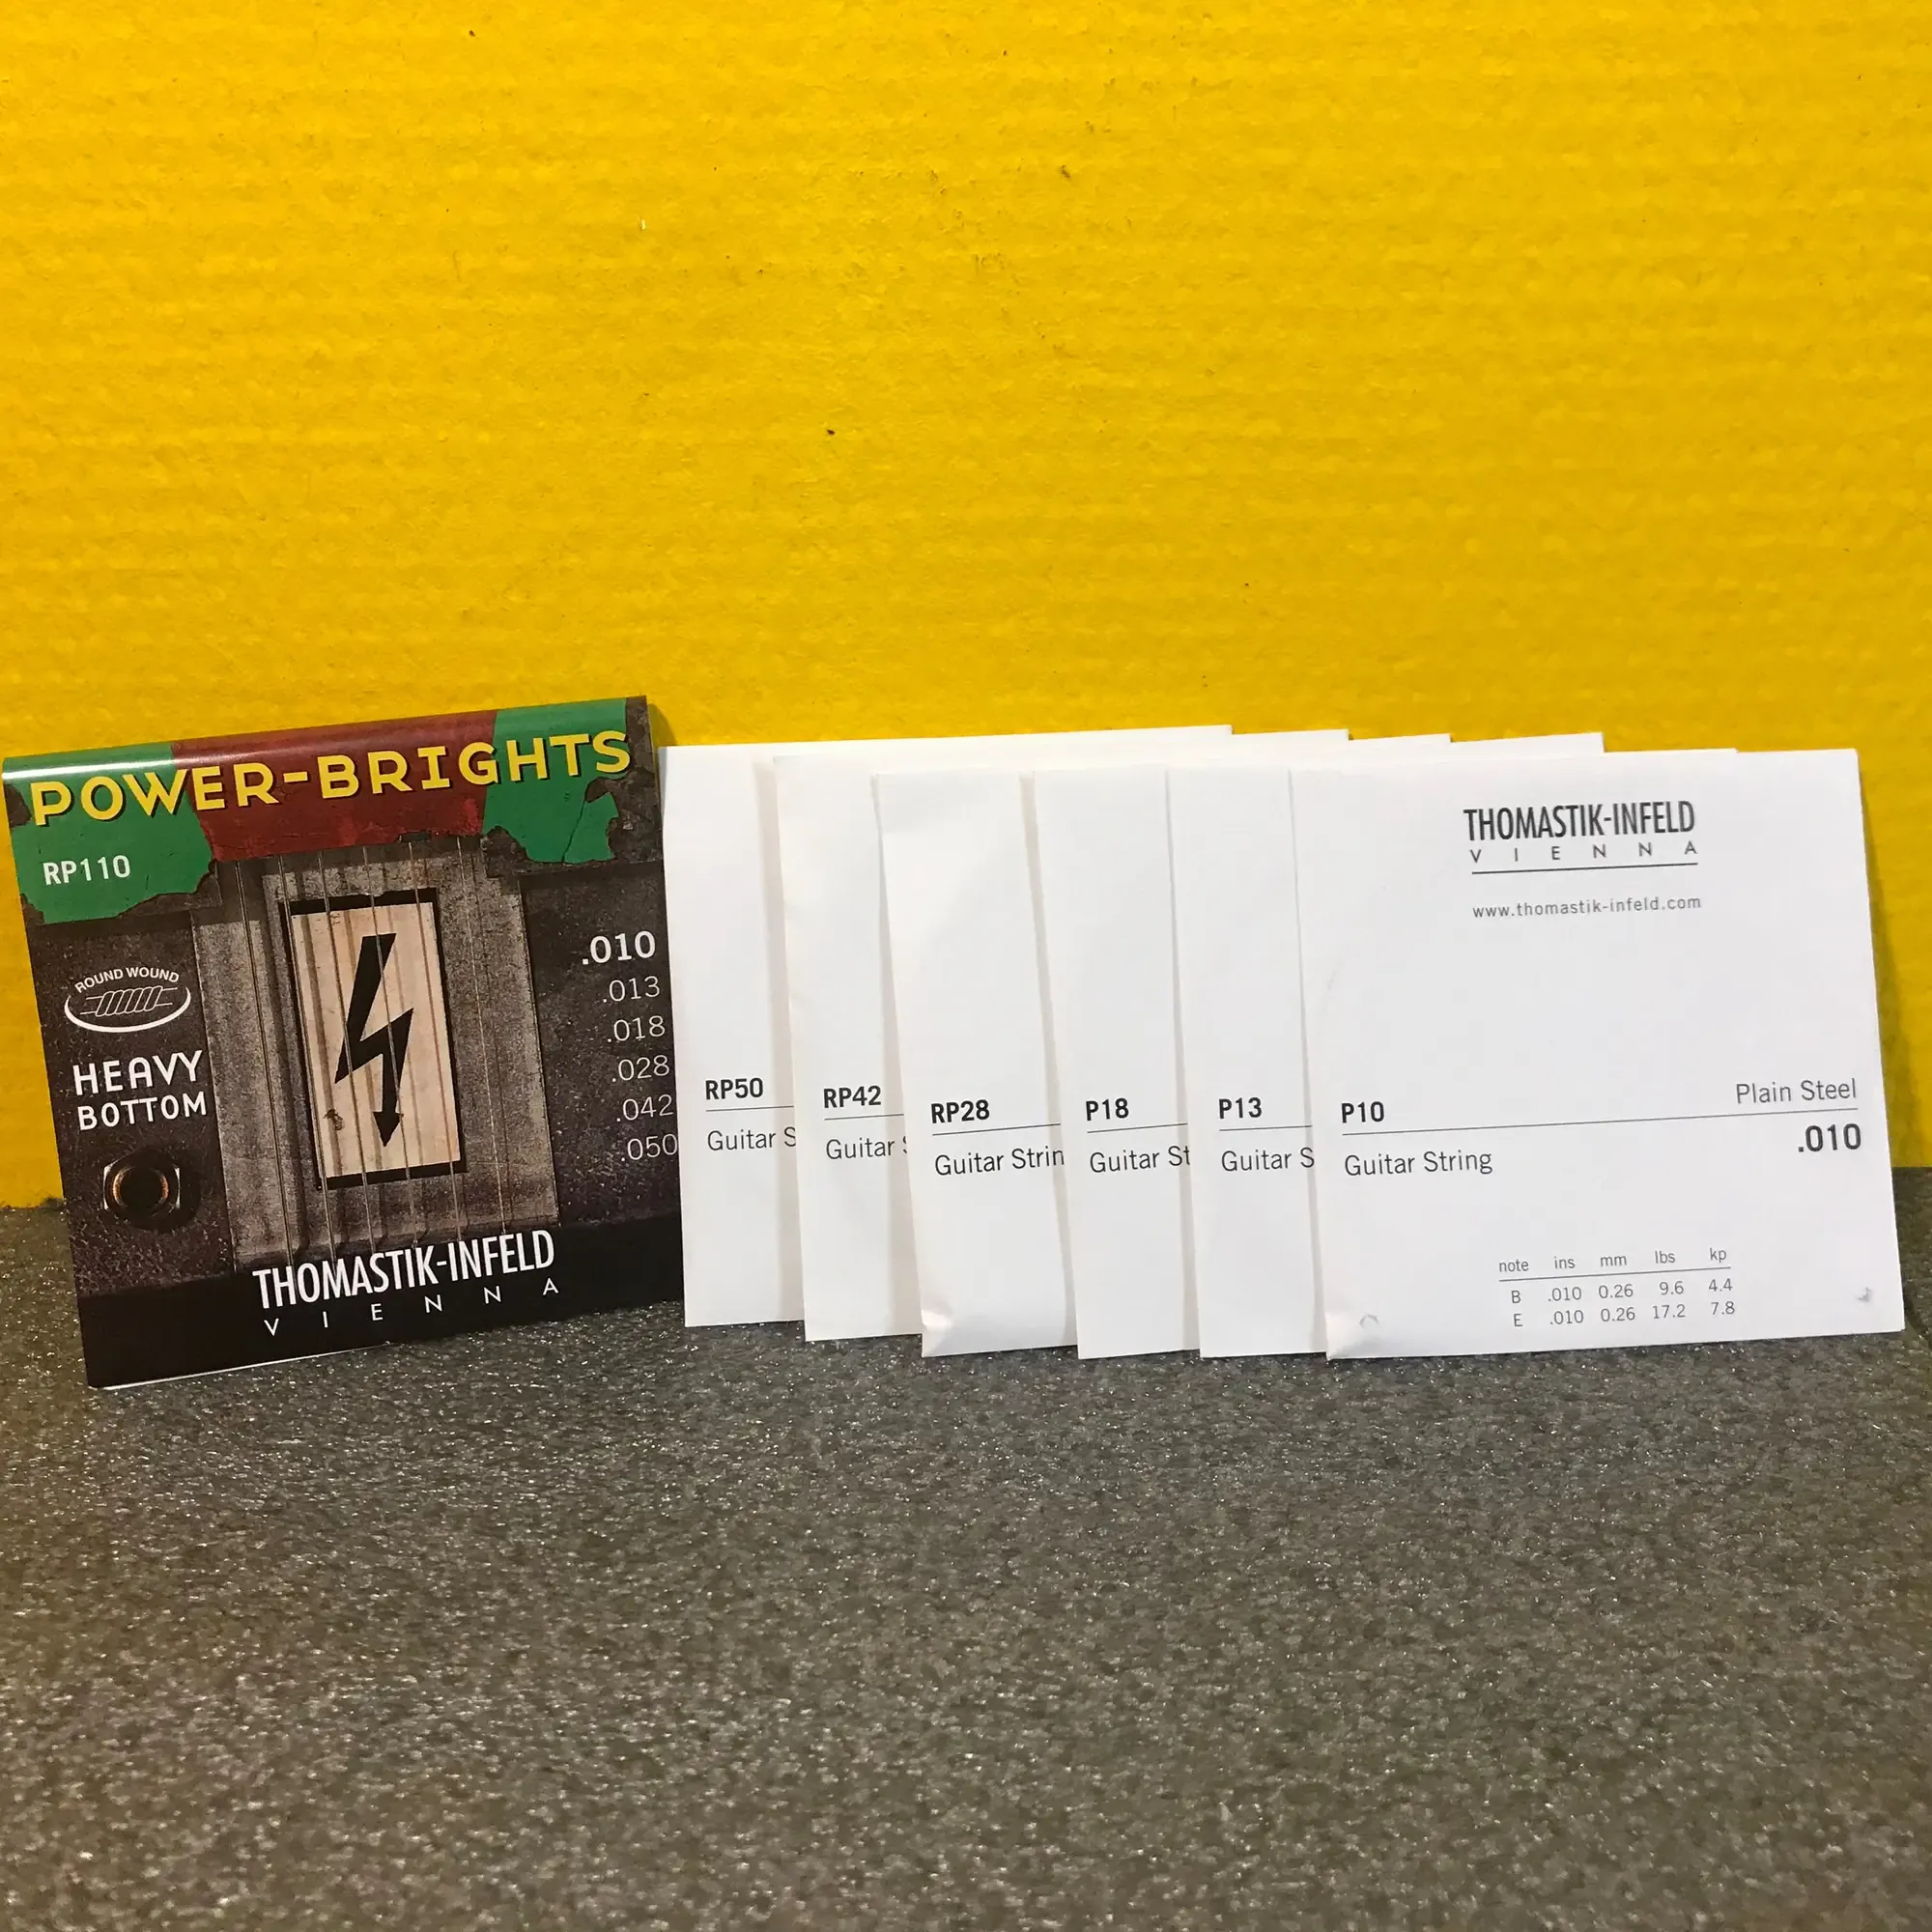 POWER-BRIGHTS
RP110
ROUND WOUND
HEAVY
BOTTOM
.010
.013
.018
.028
.042
.050
THOMASTIK-INFELD
VIENNA
RP50
Guitar S
RP42
Guitar S
RP28
Guitar Strin
P18
Guitar St
P13
Guitar S
THOMASTIK-INFELD
VIENNA
www.thomastik-infeld.com
P10 Plain Steel
Guitar String .010
note ins mm lbs kp
B .010 0.26 9.6 4.4
E .010 0.26 17.2 7.8